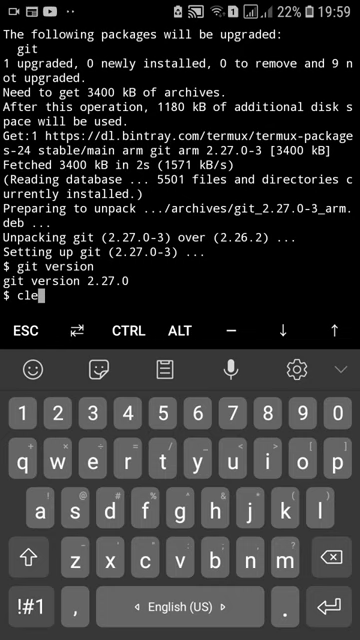 22% 19:59
The following packages will be upgraded:
git
1 upgraded, 0 newly installed, 0 to remove and 9 n
ot upgraded.
Need to get 3400 kB of archives.
After this operation, 1180 kB of additional disk s
pace will be used.
Get:1 https://dl.bintray.com/termux/termux-package
s-24 stable/main arm git arm 2.27.0-3 [3400 kB]
Fetched 3400 kB in 2s (1571 kB/s)
(Reading database ... 5501 files and directories c
urrently installed.)
Preparing to unpack .../archives/git_2.27.0-3_arm.
deb ...
Unpacking git (2.27.0-3) over (2.26.2) ...
Setting up git (2.27.0-3) ...
$ git version
git version 2.27.0
$ cle
ESC CTRL ALT — ↓ ↑
1 2 3 4 5 6 7 8 9 0
q w e r t y u i o p
a s d f g h j k l
z x c v b n m
!#1 , English (US) .